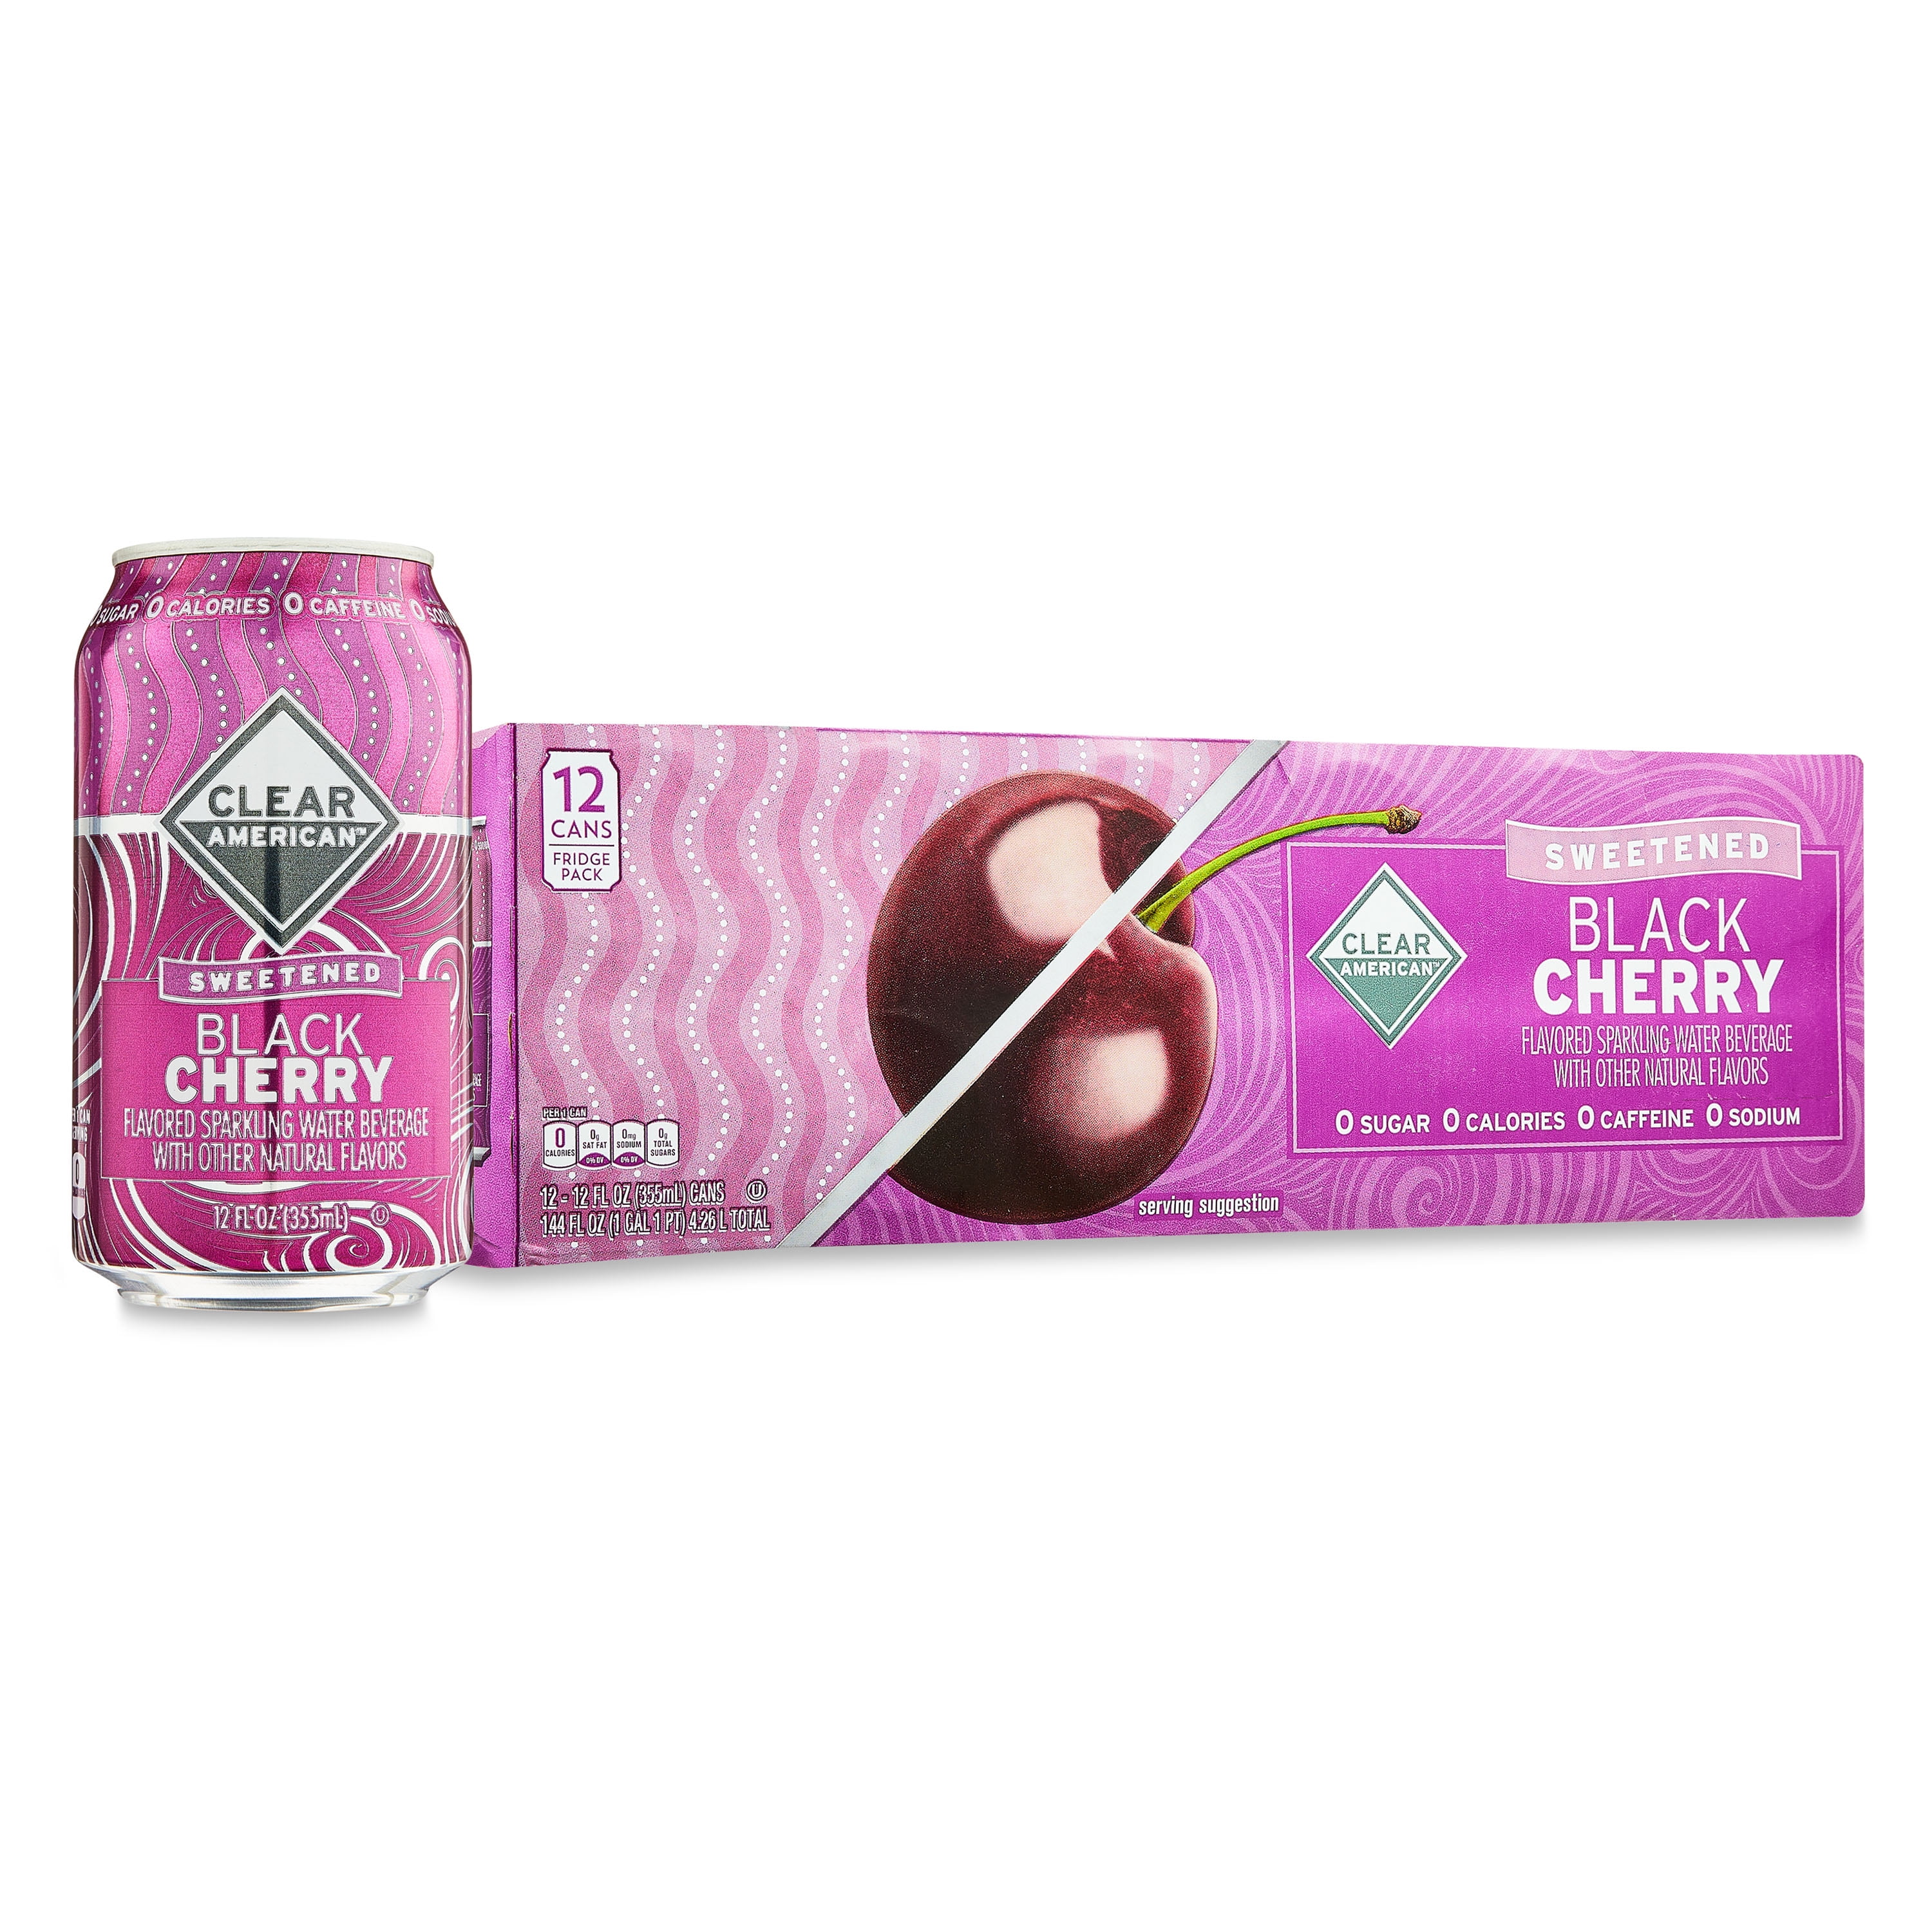 SUGAR 0 CALORIES 0 CAFFEINE 0
CLEAR
AMERICAN™
SWEETENED
BLACK
CHERRY
FLAVORED SPARKLING WATER BEVERAGE
WITH OTHER NATURAL FLAVORS
12 FL OZ (355mL) U
12
CANS
FRIDGE
PACK
PER 1 CAN
0
CALORIES
0g
SAT FAT
0% DV
0mg
SODIUM
0% DV
0g
TOTAL
SUGARS
12 - 12 FL OZ (355mL) CANS U
144 FL OZ (1 GAL 1 PT) 4.26 L TOTAL
serving suggestion
CLEAR
AMERICAN™
SWEETENED
BLACK
CHERRY
FLAVORED SPARKLING WATER BEVERAGE
WITH OTHER NATURAL FLAVORS
0 SUGAR 0 CALORIES 0 CAFFEINE 0 SODIUM